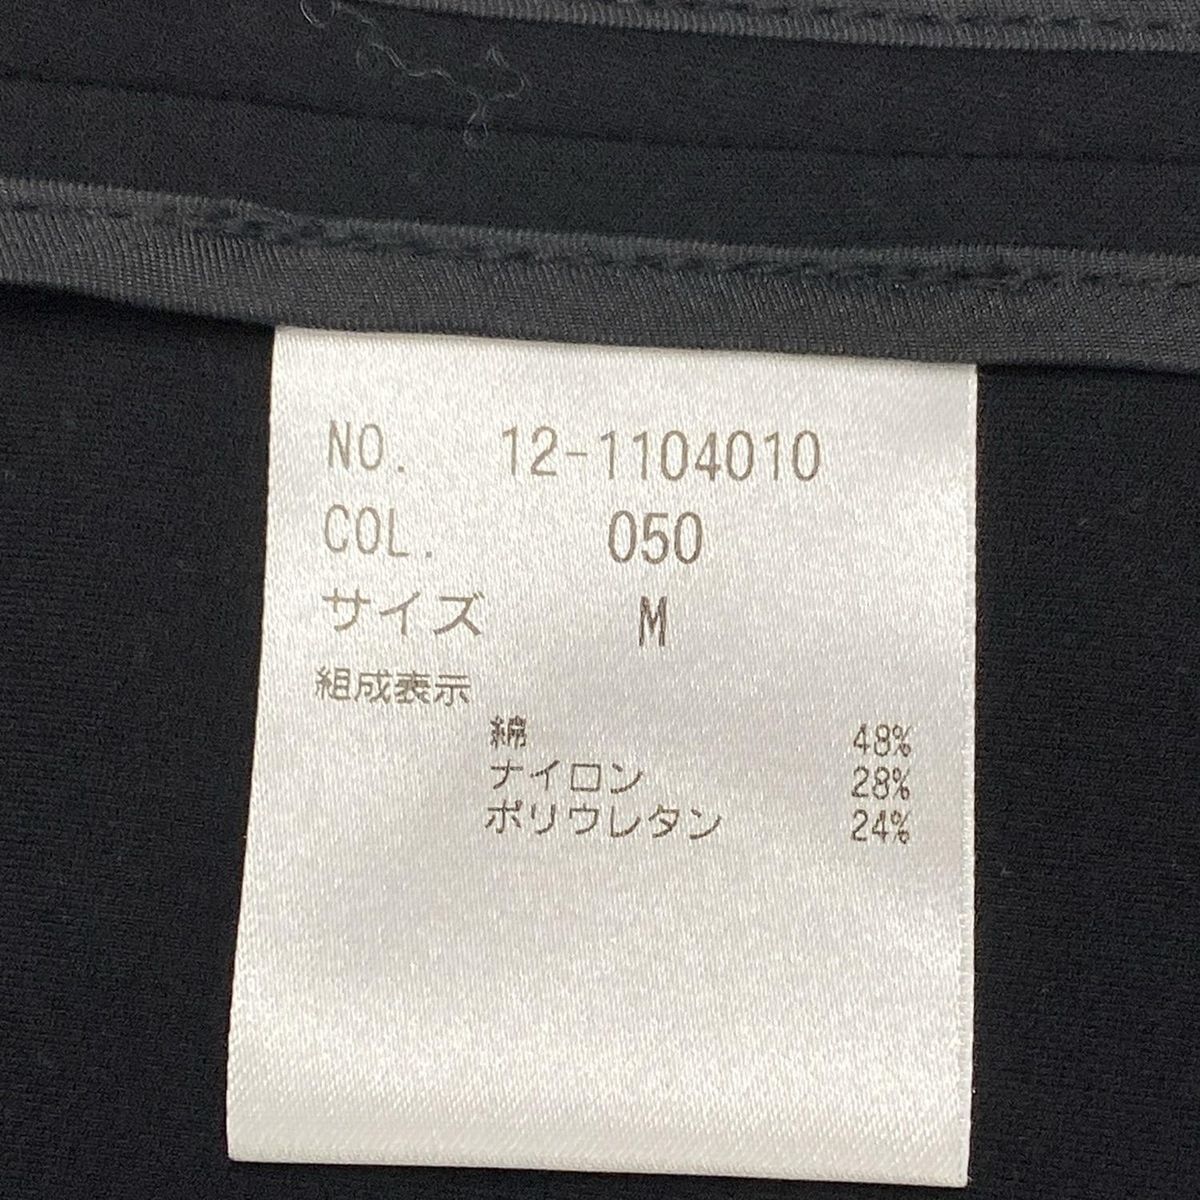 NO. 12-1104010
COL. 050
サイズ M
組成表示
綿 48%
ナイロン 28%
ポリウレタン 24%